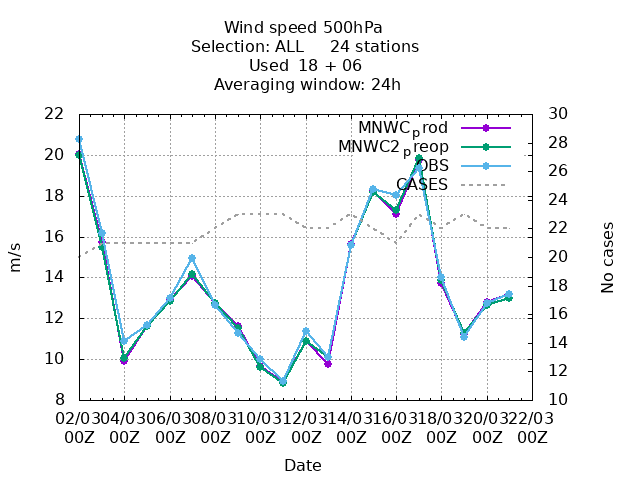 Wind speed 500hPa
Selection: ALL 24 stations
Used 18 + 06
Averaging window: 24h
MNWCprod
MNWC2preop
OBS
CASES
22
20
18
16
14
12
10
8
m/s
30
28
26
24
22
20
18
16
14
12
10
No cases
02/03 04/03 06/03 08/03 10/03 12/03 14/03 16/03 18/03 20/03 22/03
00Z 00Z 00Z 00Z 00Z 00Z 00Z 00Z 00Z 00Z 00Z
Date